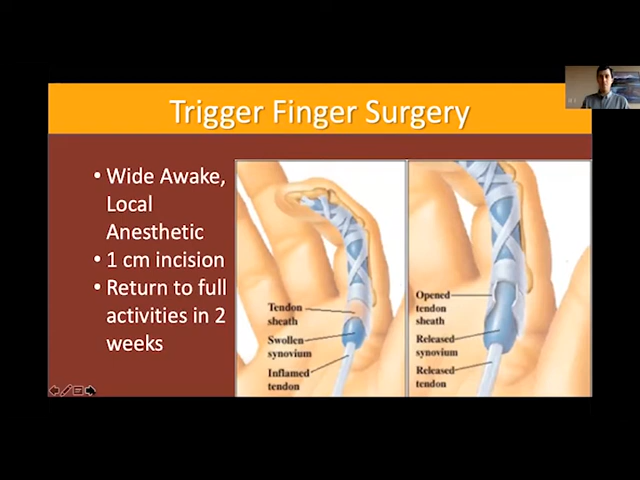 Trigger Finger Surgery
• Wide Awake,
Local
Anesthetic
• 1 cm incision
• Return to full
activities in 2
weeks
Tendon
sheath
Swollen
synovium
Inflamed
tendon
Opened
tendon
sheath
Released
synovium
Released
tendon